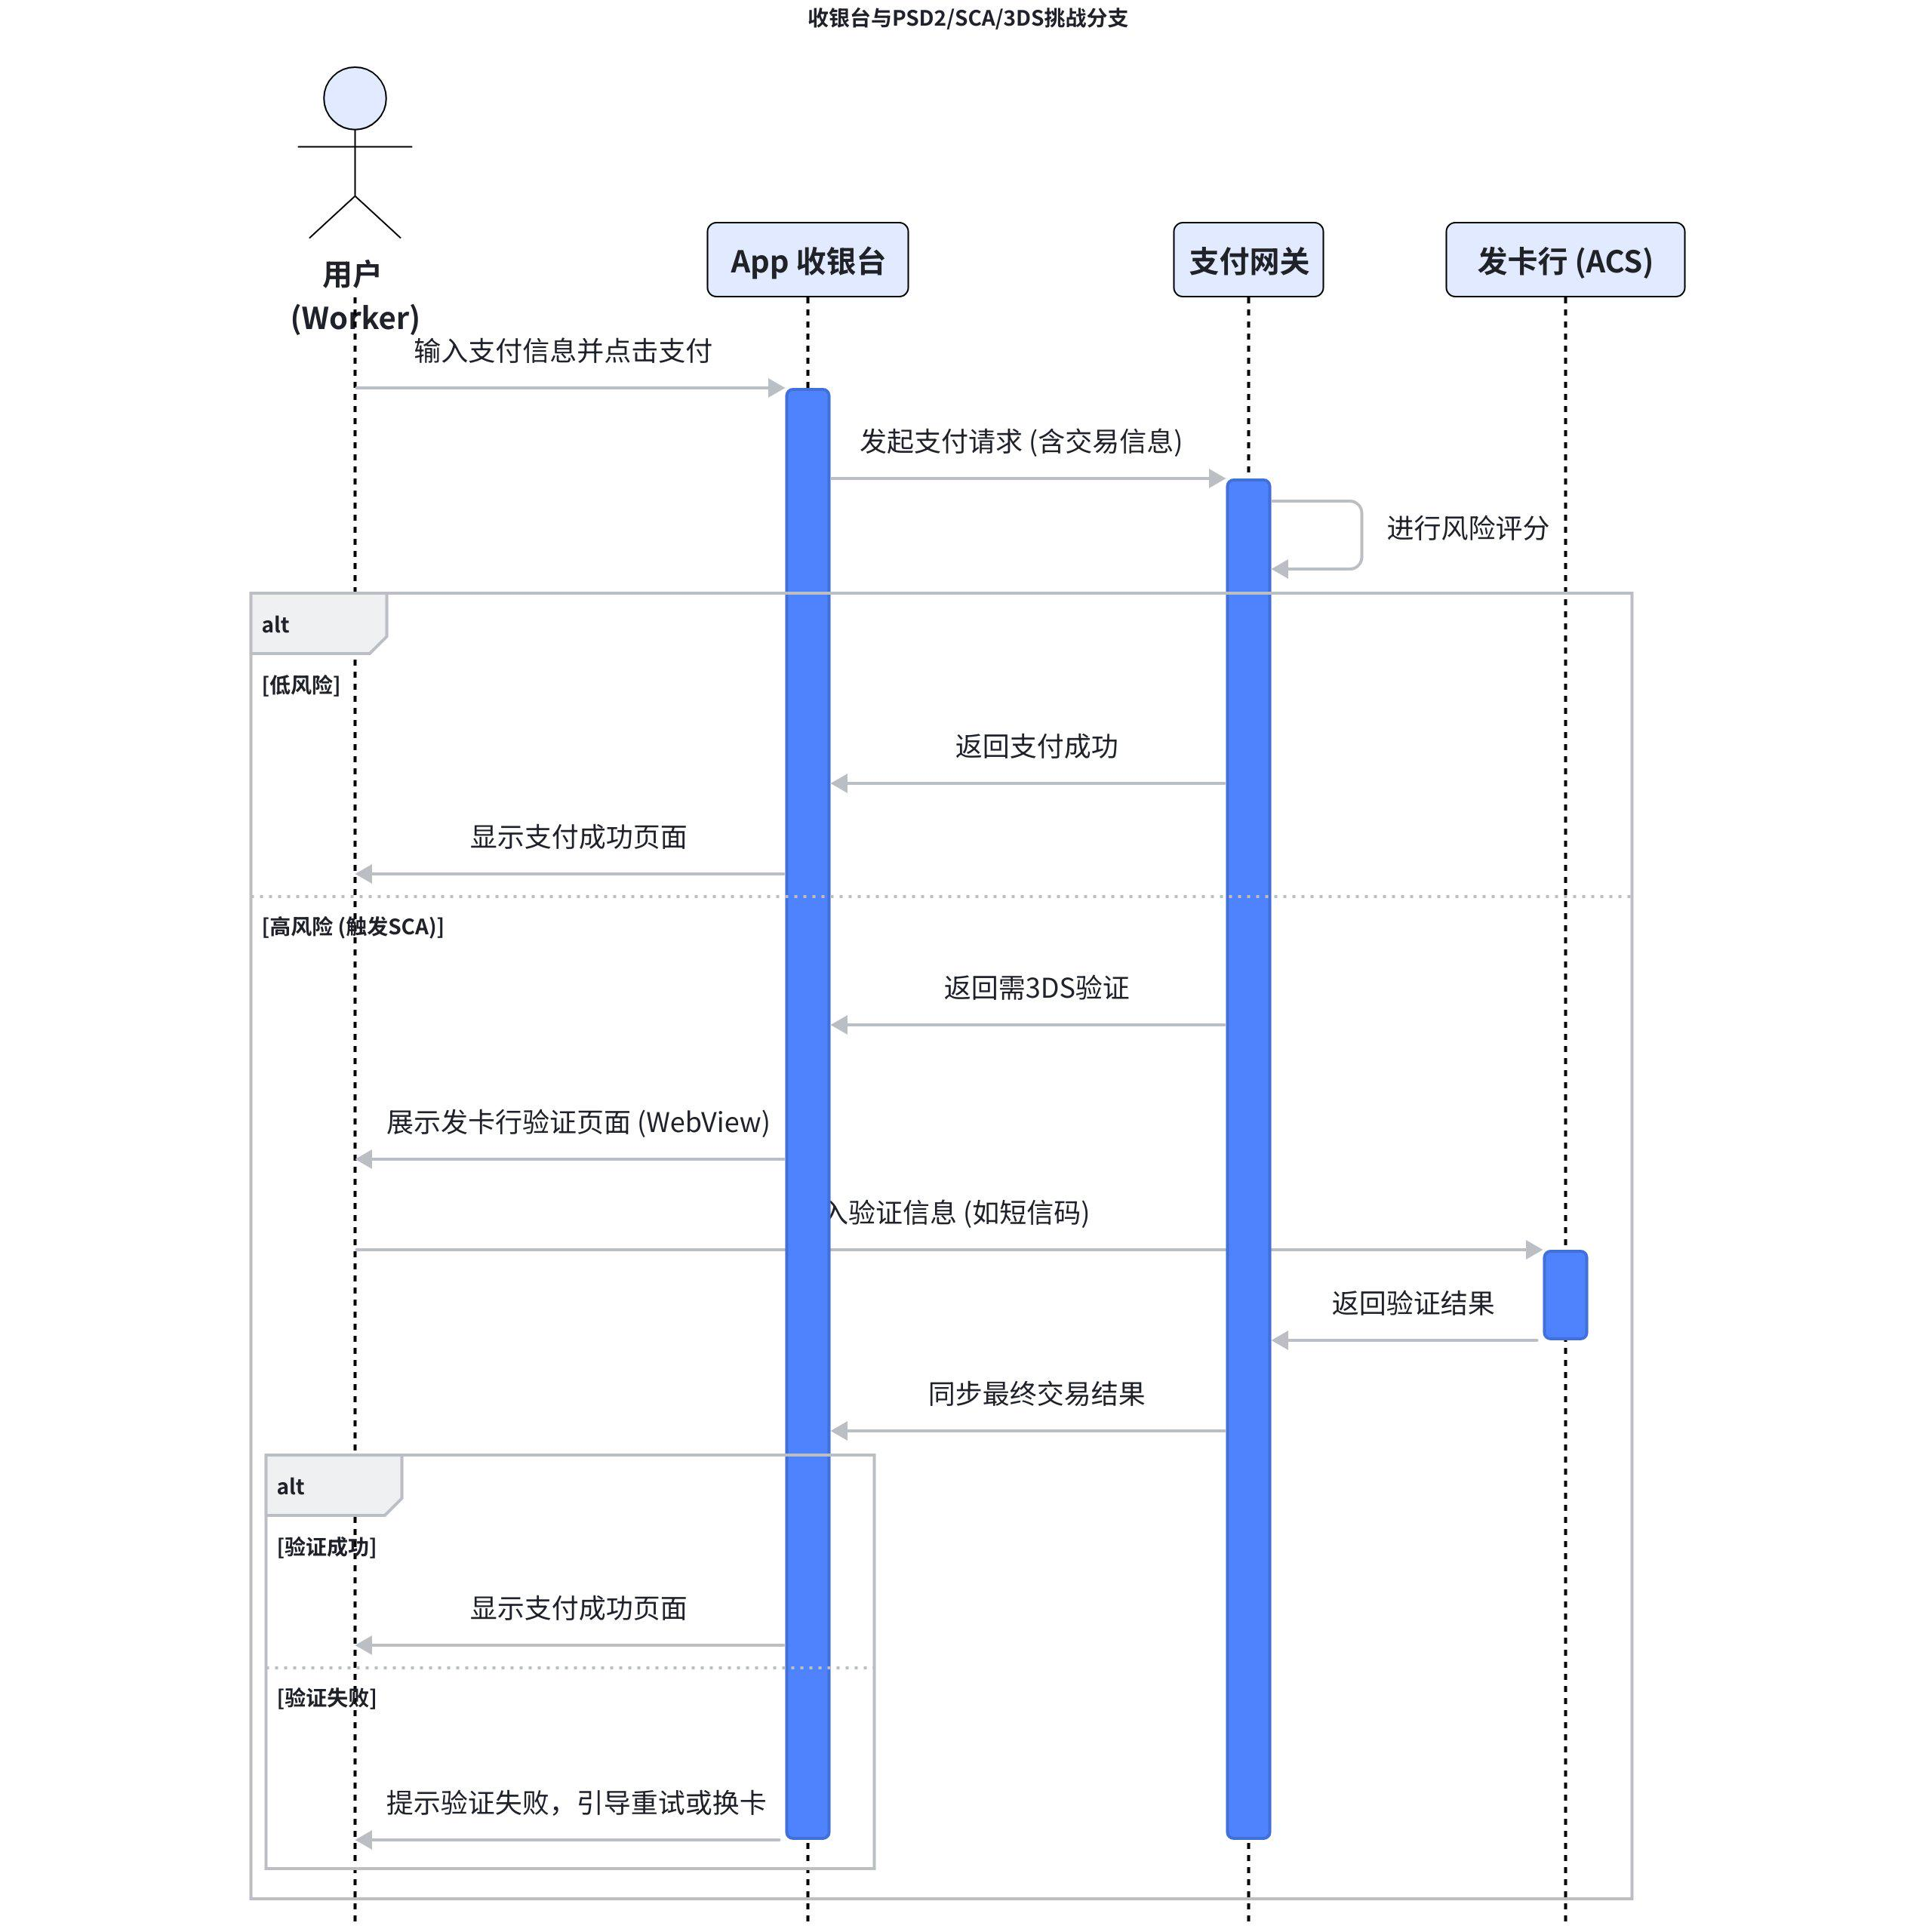 收银台与PSD2/SCA/3DS挑战分支
用户
(Worker)
App 收银台
支付网关
发卡行 (ACS)
输入支付信息并点击支付
发起支付请求 (含交易信息)
进行风险评分
alt
[低风险]
返回支付成功
显示支付成功页面
[高风险 (触发SCA)]
返回需3DS验证
展示发卡行验证页面 (WebView)
入验证信息 (如短信码)
返回验证结果
同步最终交易结果
alt
[验证成功]
显示支付成功页面
[验证失败]
提示验证失败，引导重试或换卡